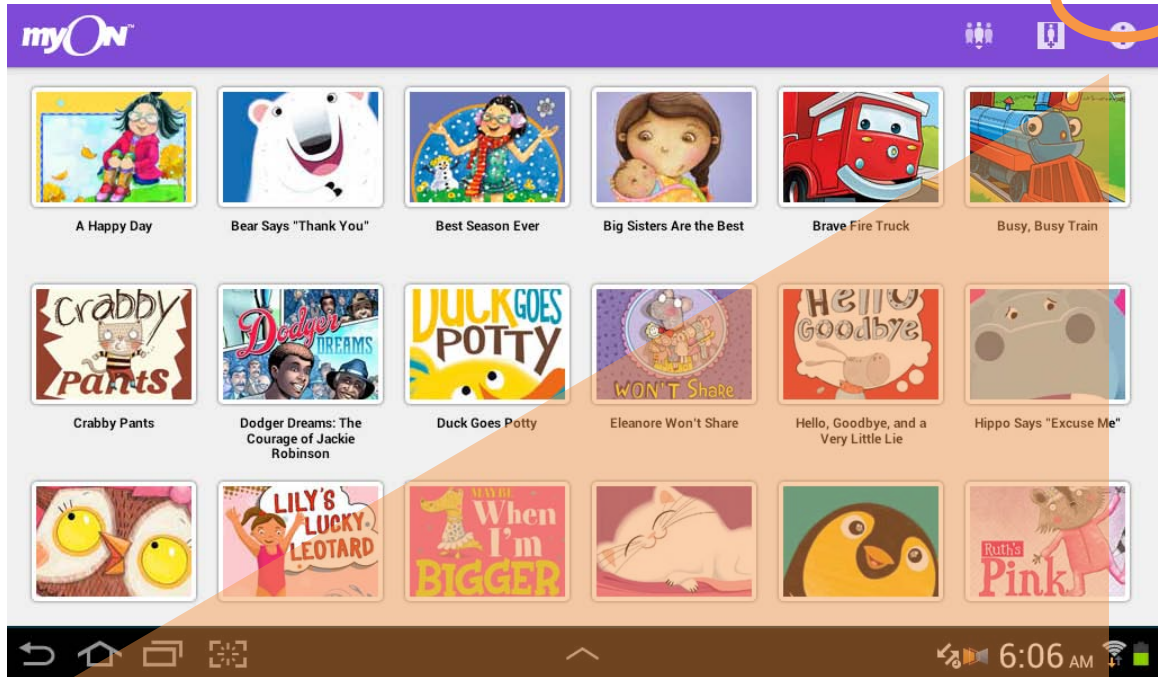 myON™
A Happy Day
Bear Says "Thank You"
Best Season Ever
Big Sisters Are the Best
Brave Fire Truck
Busy, Busy Train
Crabby
Pants
Dodger
DREAMS
DUCK GOES
POTTY
WON'T SHARE
Hello
Goodbye
Crabby Pants
Dodger Dreams: The
Courage of Jackie
Robinson
Duck Goes Potty
Eleanore Won't Share
Hello, Goodbye, and a
Very Little Lie
Hippo Says "Excuse Me"
LILY'S
LUCKY
LEOTARD
MAYBE
When
I'm
BIGGER
Ruth's
Pink
6:06 AM